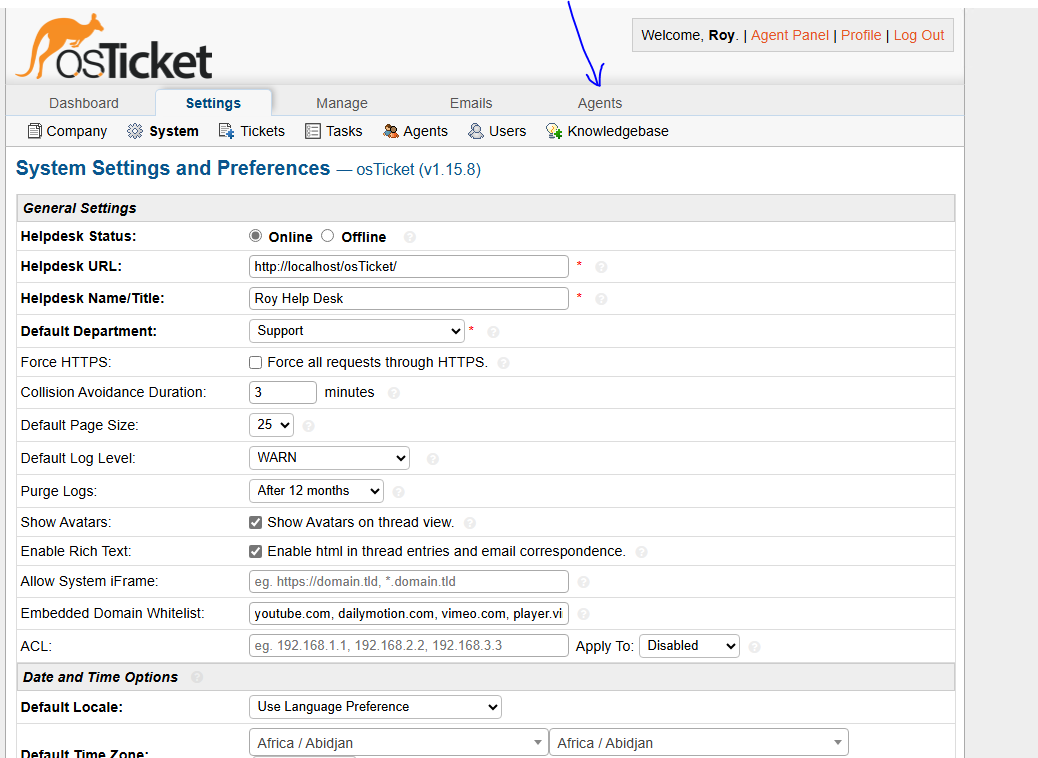 osTicket
Welcome, Roy. | Agent Panel | Profile | Log Out
Dashboard Settings Manage Emails Agents
Company System Tickets Tasks Agents Users Knowledgebase
System Settings and Preferences — osTicket (v1.15.8)
General Settings
Helpdesk Status: Online Offline ?
Helpdesk URL: http://localhost/osTicket/ * ?
Helpdesk Name/Title: Roy Help Desk * ?
Default Department: Support * ?
Force HTTPS: Force all requests through HTTPS. ?
Collision Avoidance Duration: 3 minutes ?
Default Page Size: 25 ?
Default Log Level: WARN ?
Purge Logs: After 12 months ?
Show Avatars: Show Avatars on thread view. ?
Enable Rich Text: Enable html in thread entries and email correspondence. ?
Allow System iFrame: eg. https://domain.tld, *.domain.tld ?
Embedded Domain Whitelist: youtube.com, dailymotion.com, vimeo.com, player.vi ?
ACL: eg. 192.168.1.1, 192.168.2.2, 192.168.3.3 Apply To: Disabled ?
Date and Time Options ?
Default Locale: Use Language Preference
Default Time Zone: Africa / Abidjan Africa / Abidjan